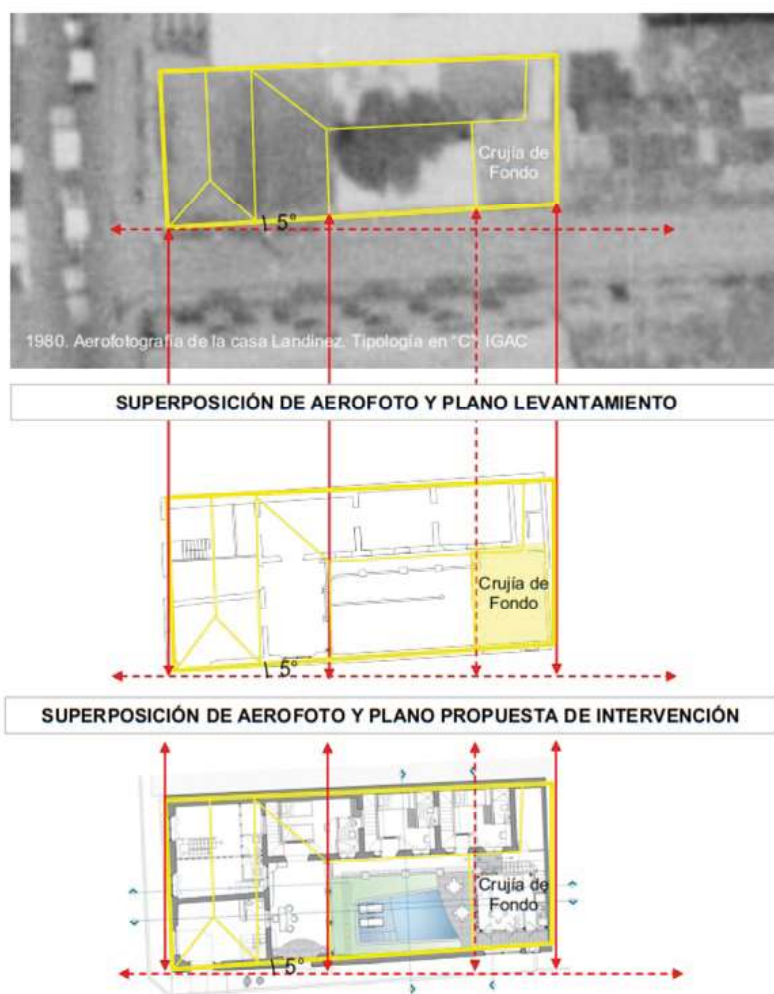 Crujía de
Fondo
5°
1980. Aerofotografía de la casa Landinez. Tipología en "C". IGAC
SUPERPOSICIÓN DE AEROFOTO Y PLANO LEVANTAMIENTO
Crujía de
Fondo
5°
SUPERPOSICIÓN DE AEROFOTO Y PLANO PROPUESTA DE INTERVENCIÓN
Crujía de
Fondo
5°